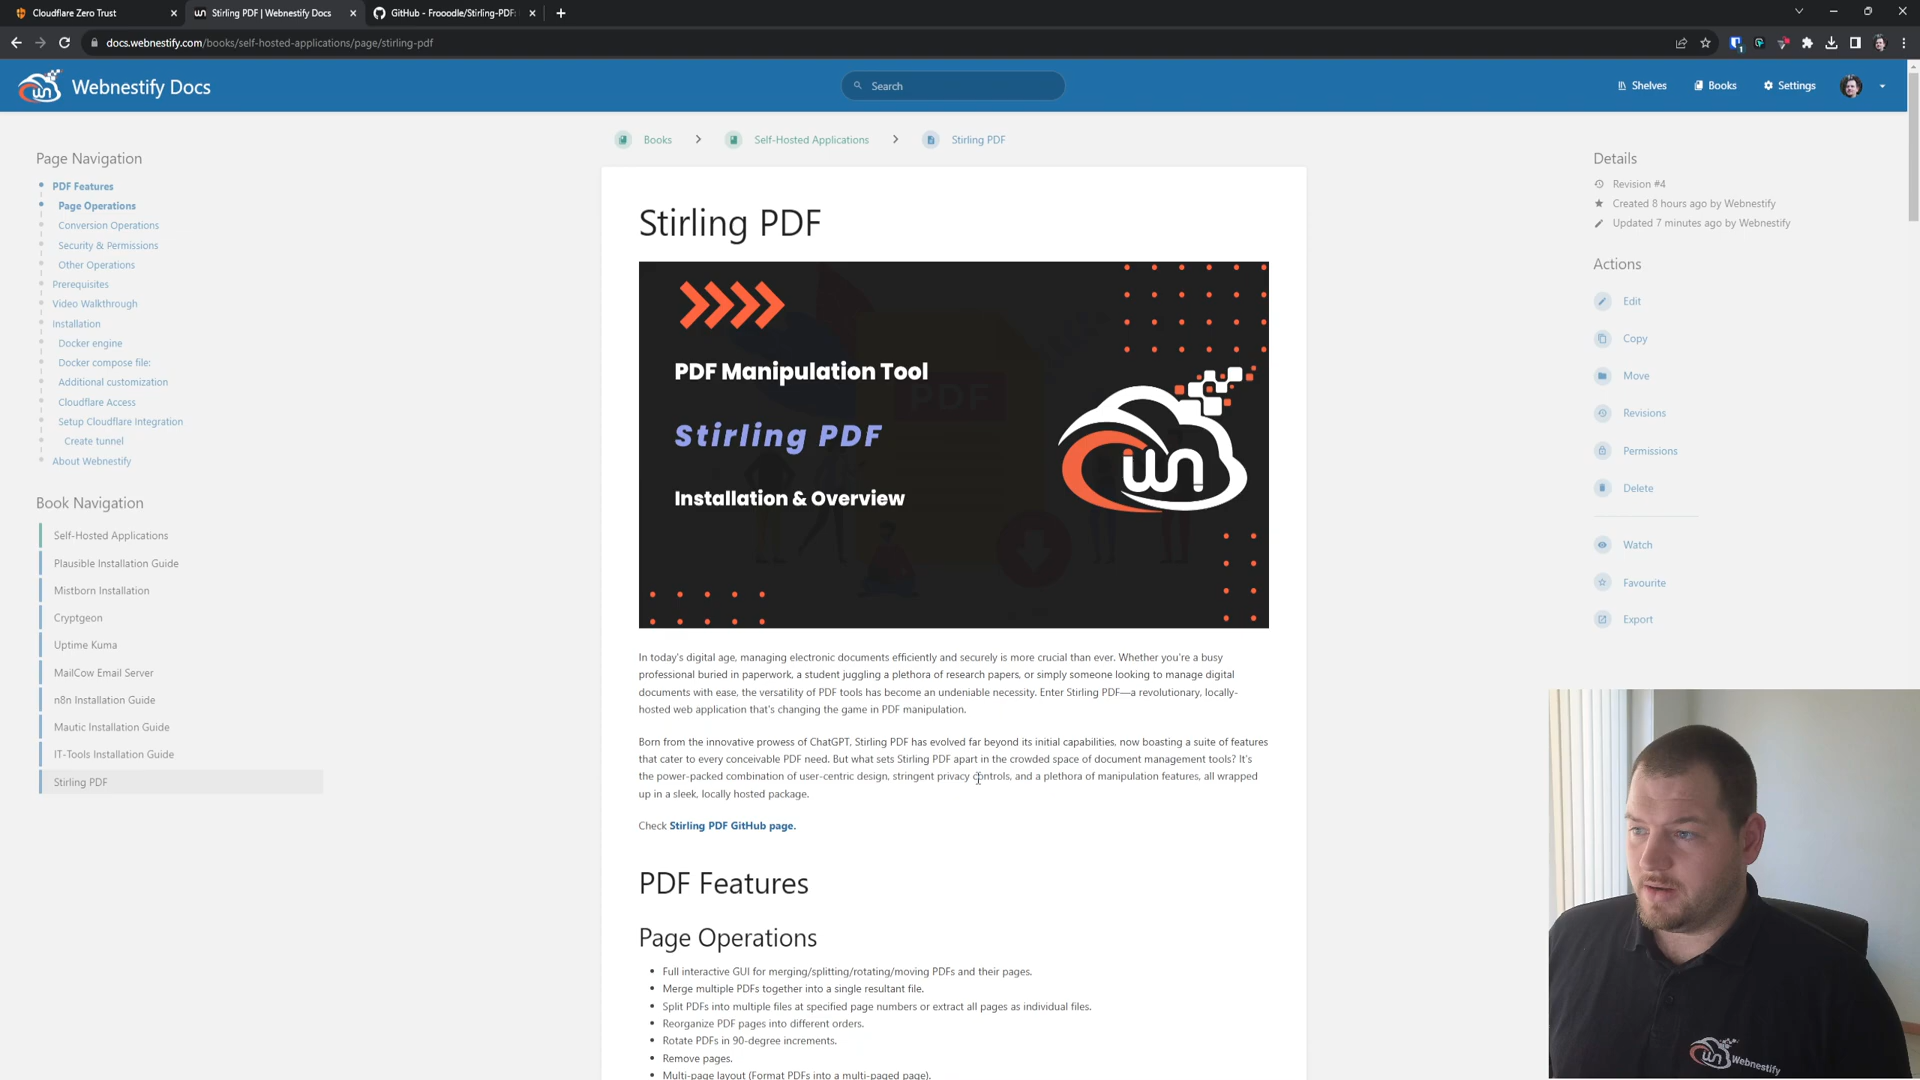 Cloudflare Zero Trust
Stirling PDF | Webnestify Docs
GitHub - Frooodle/Stirling-PDF:
docs.webnestify.com/books/self-hosted-applications/page/stirling-pdf
Webnestify Docs
Search
Shelves
Books
Settings
Books
Self-Hosted Applications
Stirling PDF
Page Navigation
PDF Features
Page Operations
Conversion Operations
Security & Permissions
Other Operations
Prerequisites
Video Walkthrough
Installation
Docker engine
Docker compose file:
Additional customization
Cloudflare Access
Setup Cloudflare Integration
Create tunnel
About Webnestify
Book Navigation
Self-Hosted Applications
Plausible Installation Guide
Mistborn Installation
Cryptgeon
Uptime Kuma
MailCow Email Server
n8n Installation Guide
Mautic Installation Guide
IT-Tools Installation Guide
Stirling PDF
Stirling PDF
PDF Manipulation Tool
PDF
Stirling PDF
Installation & Overview
wn
In today's digital age, managing electronic documents efficiently and securely is more crucial than ever. Whether you're a busy
professional buried in paperwork, a student juggling a plethora of research papers, or simply someone looking to manage digital
documents with ease, the versatility of PDF tools has become an undeniable necessity. Enter Stirling PDF—a revolutionary, locally-
hosted web application that's changing the game in PDF manipulation.
Born from the innovative prowess of ChatGPT, Stirling PDF has evolved far beyond its initial capabilities, now boasting a suite of features
that cater to every conceivable PDF need. But what sets Stirling PDF apart in the crowded space of document management tools? It's
the power-packed combination of user-centric design, stringent privacy controls, and a plethora of manipulation features, all wrapped
up in a sleek, locally hosted package.
Check Stirling PDF GitHub page.
PDF Features
Page Operations
Full interactive GUI for merging/splitting/rotating/moving PDFs and their pages.
Merge multiple PDFs together into a single resultant file.
Split PDFs into multiple files at specified page numbers or extract all pages as individual files.
Reorganize PDF pages into different orders.
Rotate PDFs in 90-degree increments.
Remove pages.
Multi-page layout (Format PDFs into a multi-paged page).
Details
Revision #4
Created 8 hours ago by Webnestify
Updated 7 minutes ago by Webnestify
Actions
Edit
Copy
Move
Revisions
Permissions
Delete
Watch
Favourite
Export
wn Webnestify